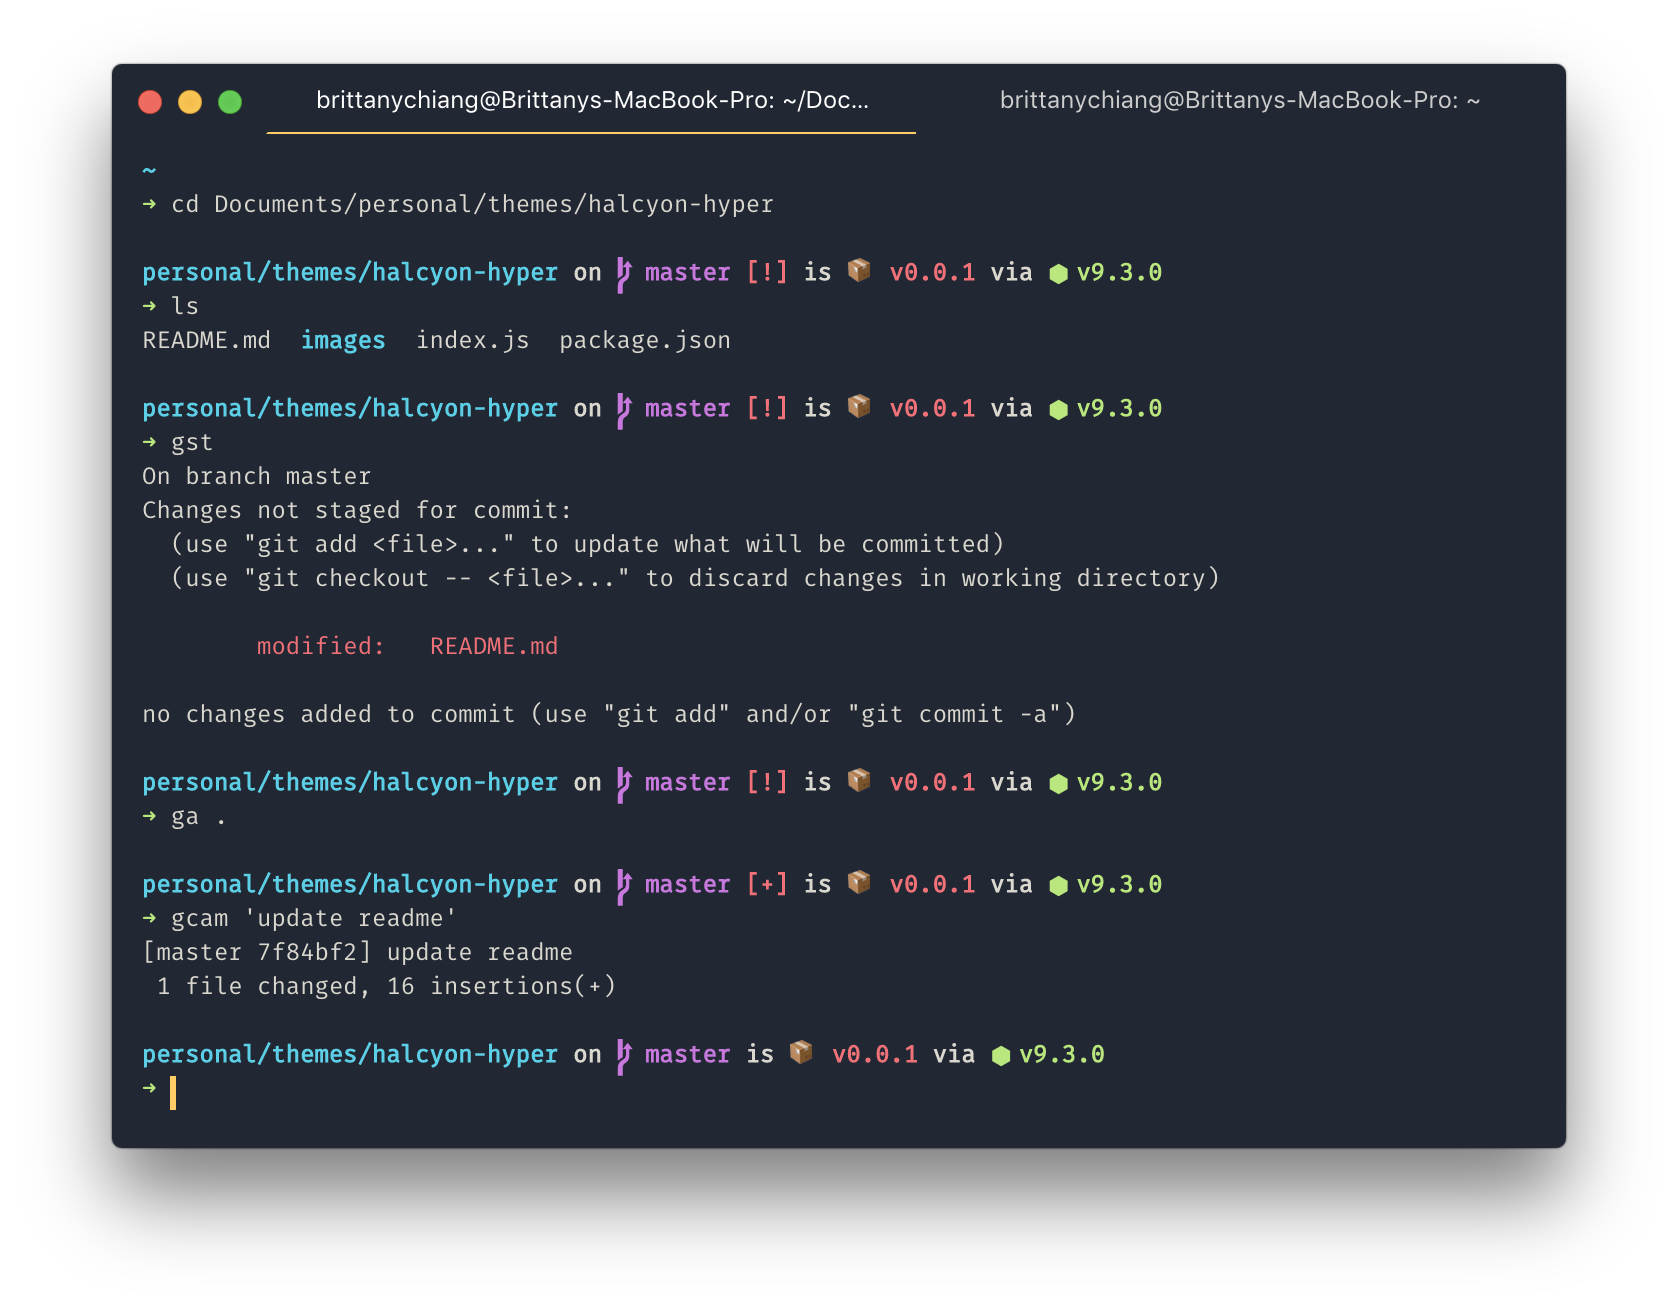 brittanychiang@Brittanys-MacBook-Pro: ~/Doc...
brittanychiang@Brittanys-MacBook-Pro: ~
~
➜ cd Documents/personal/themes/halcyon-hyper
personal/themes/halcyon-hyper on  master [!] is 📦 v0.0.1 via ⬢ v9.3.0
➜ ls
README.md  images  index.js  package.json
personal/themes/halcyon-hyper on  master [!] is 📦 v0.0.1 via ⬢ v9.3.0
➜ gst
On branch master
Changes not staged for commit:
  (use "git add <file>..." to update what will be committed)
  (use "git checkout -- <file>..." to discard changes in working directory)
        modified:   README.md
no changes added to commit (use "git add" and/or "git commit -a")
personal/themes/halcyon-hyper on  master [!] is 📦 v0.0.1 via ⬢ v9.3.0
➜ ga .
personal/themes/halcyon-hyper on  master [+] is 📦 v0.0.1 via ⬢ v9.3.0
➜ gcam 'update readme'
[master 7f84bf2] update readme
 1 file changed, 16 insertions(+)
personal/themes/halcyon-hyper on  master is 📦 v0.0.1 via ⬢ v9.3.0
➜